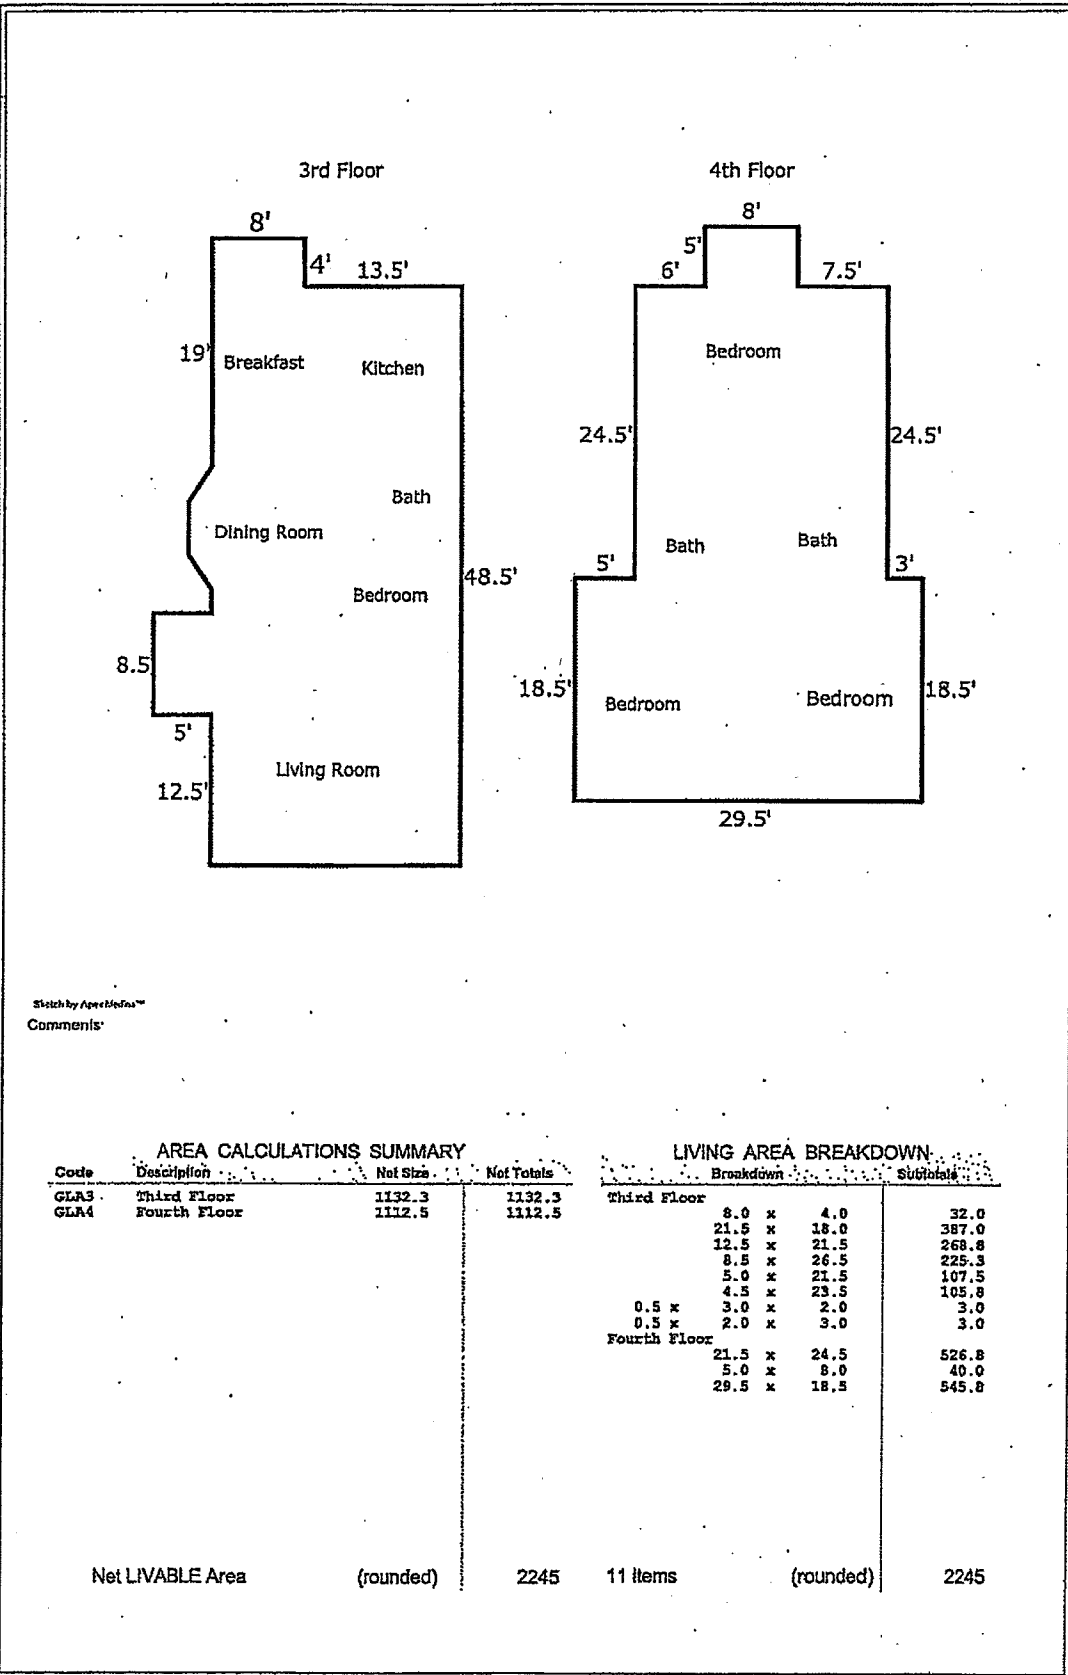 3rd Floor
4th Floor
8'
4'
13.5'
19'
Breakfast
Kitchen
Bath
Dining Room
48.5'
Bedroom
8.5'
5'
Living Room
12.5'
8'
5'
6'
7.5'
Bedroom
24.5'
24.5'
Bath
Bath
5'
3'
18.5'
18.5'
Bedroom
Bedroom
29.5'
Sketch by Apex Medina™
Comments:
AREA CALCULATIONS SUMMARY
Code Description Net Size Net Totals
GLA3 Third Floor 1132.3 1132.3
GLA4 Fourth Floor 1112.5 1112.5
Net LIVABLE Area (rounded) 2245
LIVING AREA BREAKDOWN
Breakdown Subtotals
Third Floor
8.0 x 4.0 32.0
21.5 x 18.0 387.0
12.5 x 21.5 268.8
8.5 x 26.5 225.3
5.0 x 21.5 107.5
4.5 x 23.5 105.8
0.5 x 3.0 x 2.0 3.0
0.5 x 2.0 x 3.0 3.0
Fourth Floor
21.5 x 24.5 526.8
5.0 x 8.0 40.0
29.5 x 18.5 545.8
11 Items (rounded) 2245